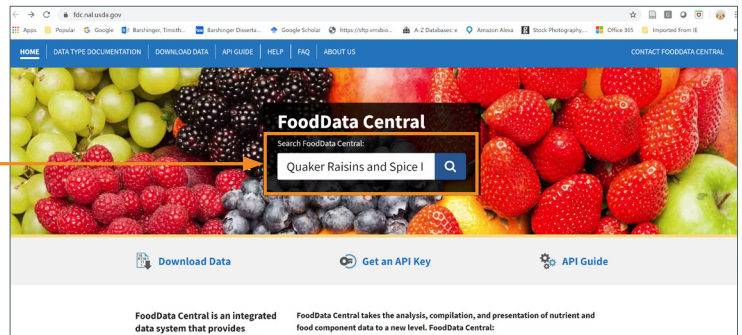 fdc.nal.usda.gov
Apps Popular Google Barshinger, Timoth... Barshinger Disserta... Google Scholar https://sftp.vmsbio... A-Z Databases: e Amazon Alexa Stock Photography,... Office 365 Imported From IE
HOME DATA TYPE DOCUMENTATION DOWNLOAD DATA API GUIDE HELP FAQ ABOUT US CONTACT FOODDATA CENTRAL
FoodData Central
Search FoodData Central:
Quaker Raisins and Spice I
Download Data Get an API Key API Guide
FoodData Central is an integrated
data system that provides
FoodData Central takes the analysis, compilation, and presentation of nutrient and
food component data to a new level. FoodData Central: